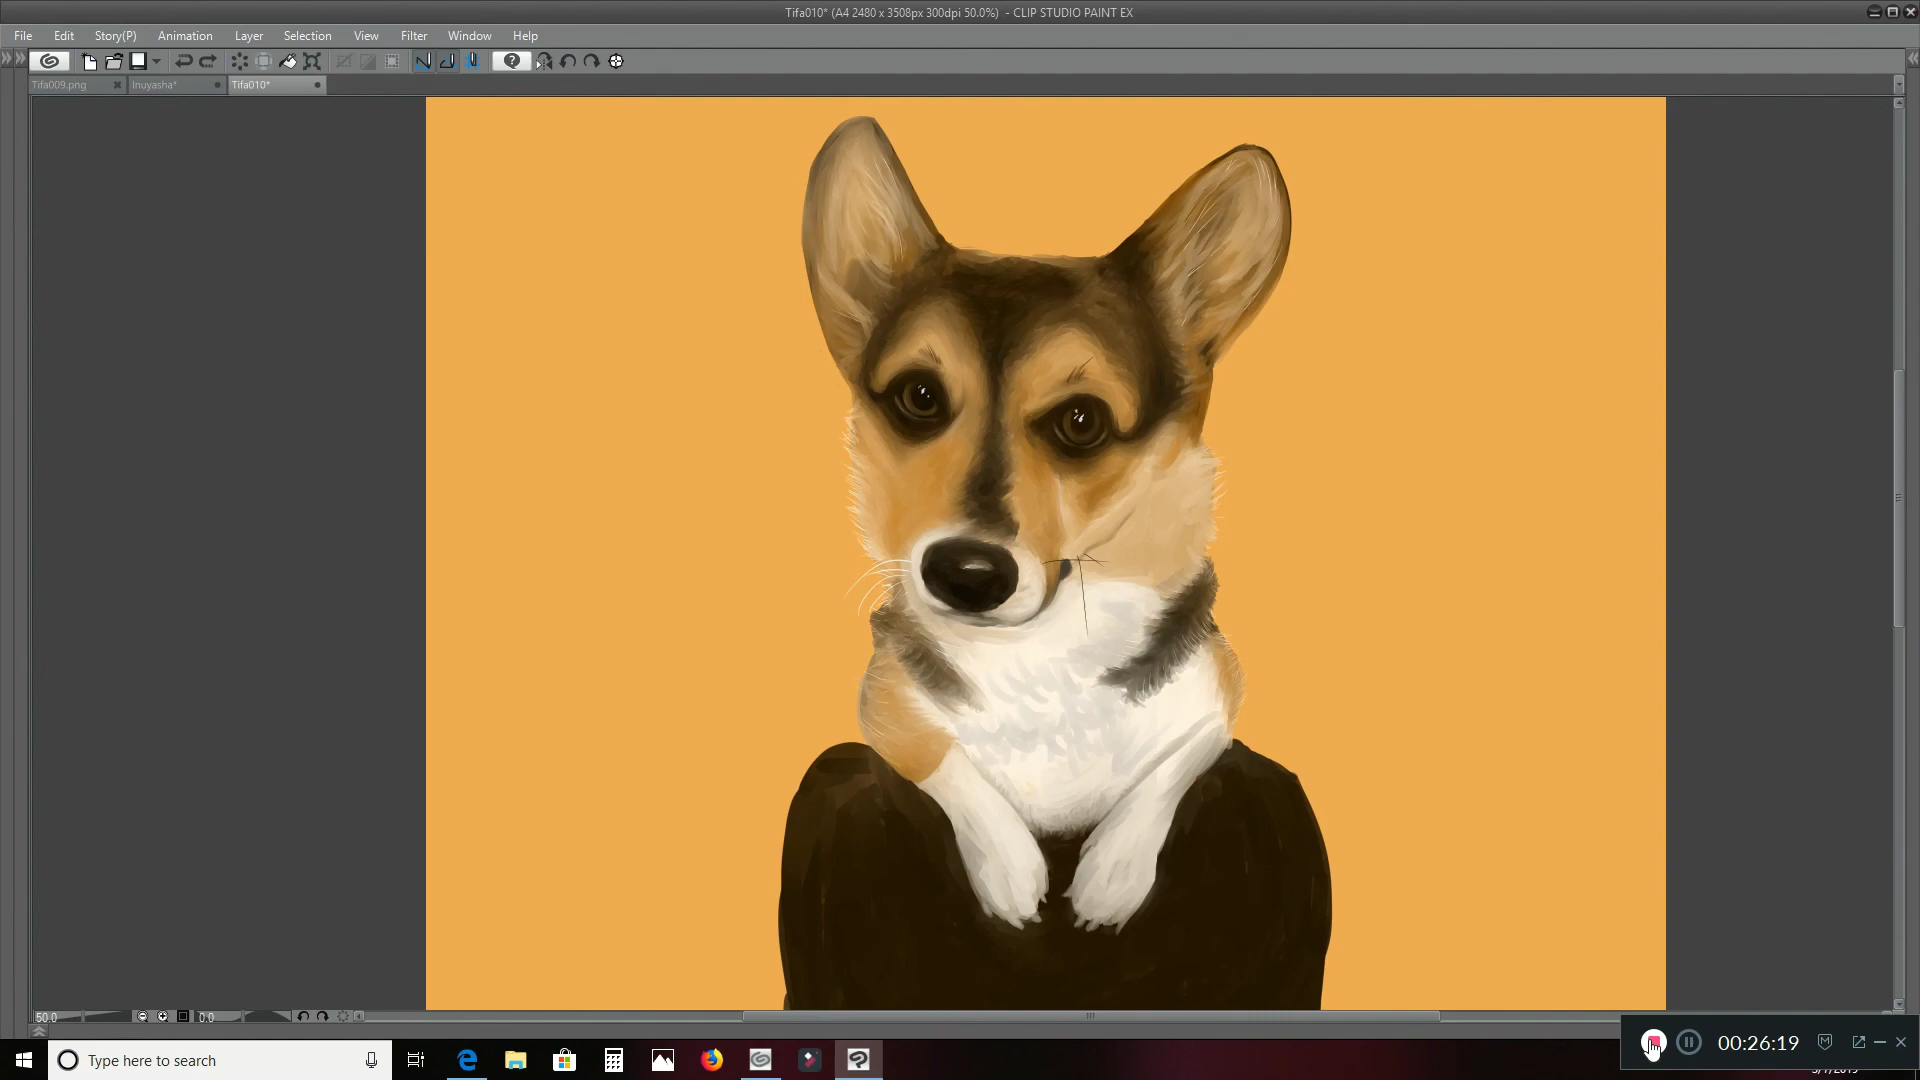 Tifa010* (A4 2480 x 3508px 300dpi 50.0%) - CLIP STUDIO PAINT EX
File Edit Story(P) Animation Layer Selection View Filter Window Help
Tifa009.png Inuyasha* Tifa010*
50.0 0.0
Type here to search
00:26:19